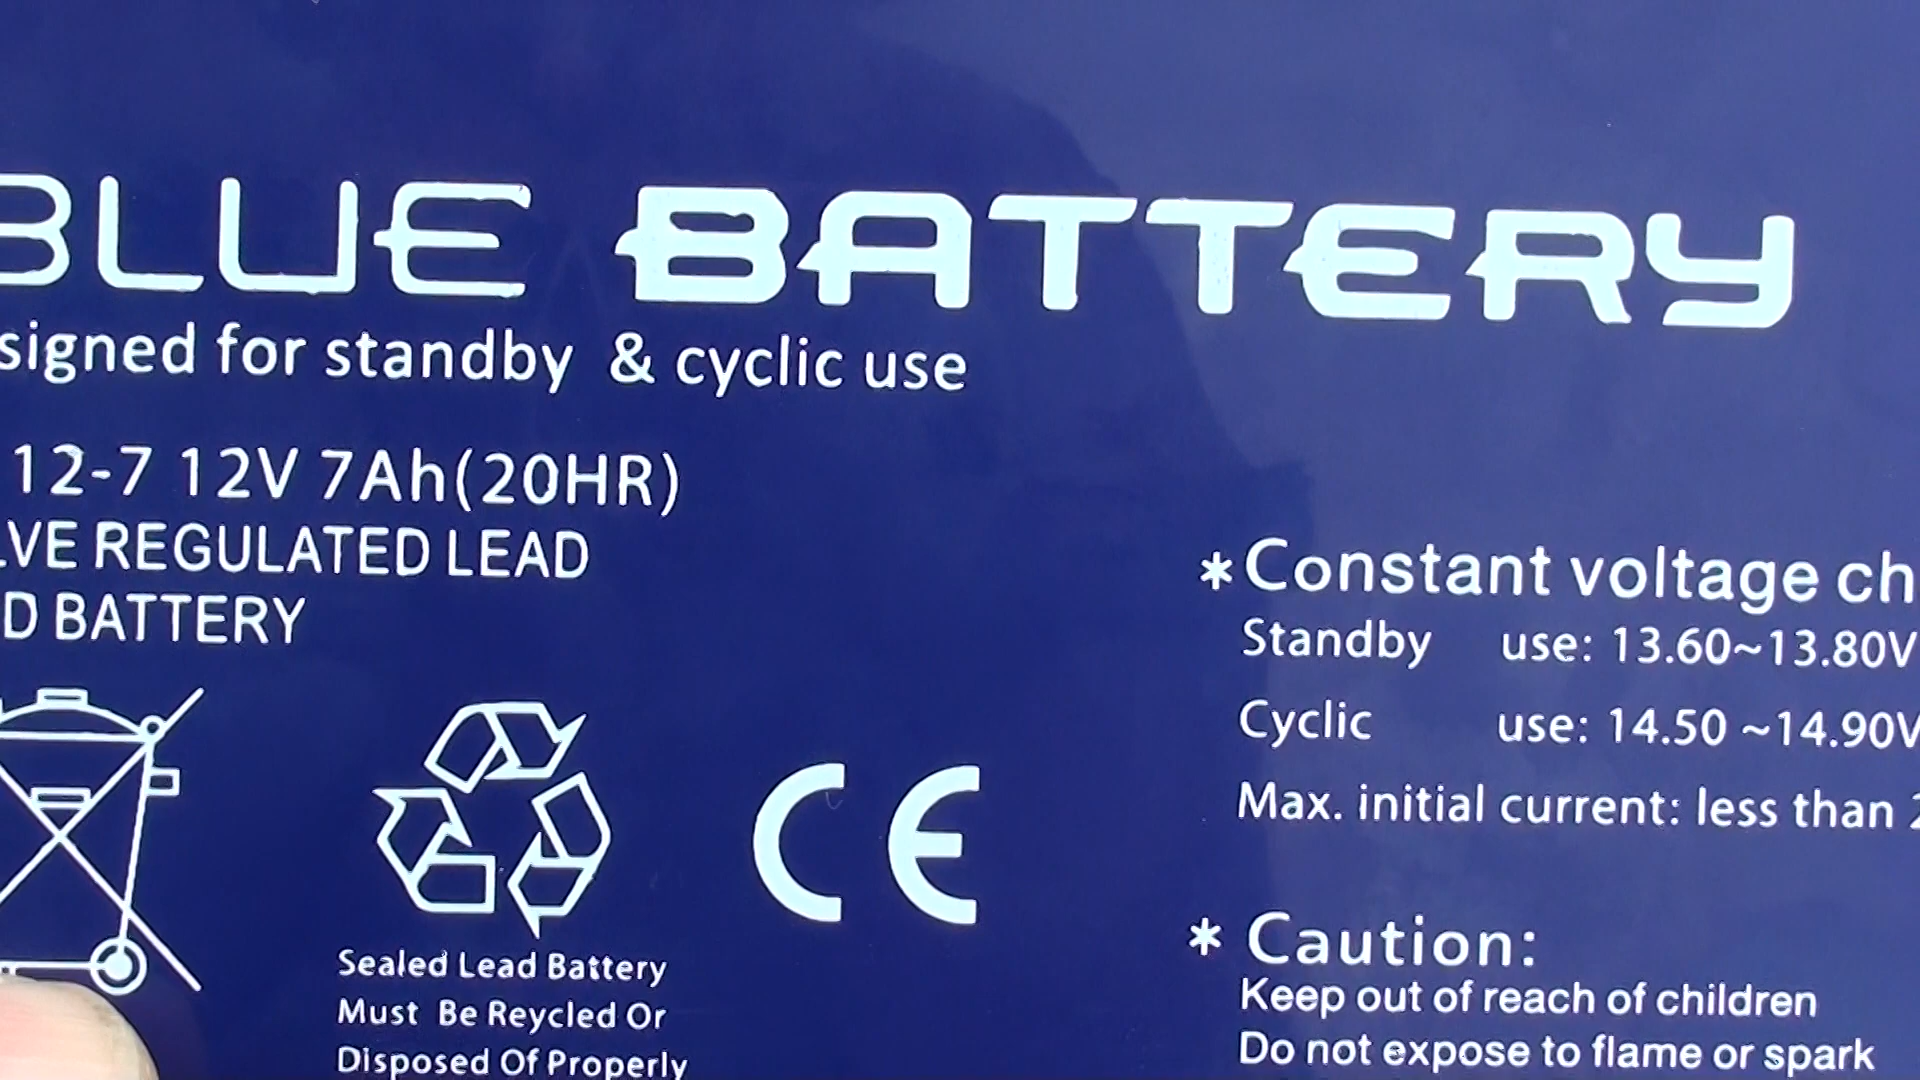 BLUE BATTERY
signed for standby & cyclic use
12-7 12V 7Ah(20HR)
LVE REGULATED LEAD
D BATTERY
*Constant voltage ch
Standby use: 13.60~13.80V
Cyclic use: 14.50 ~14.90V
Max. initial current: less than 2
CE
Sealed Lead Battery
Must Be Reycled Or
Disposed Of Properly
* Caution:
Keep out of reach of children
Do not expose to flame or spark